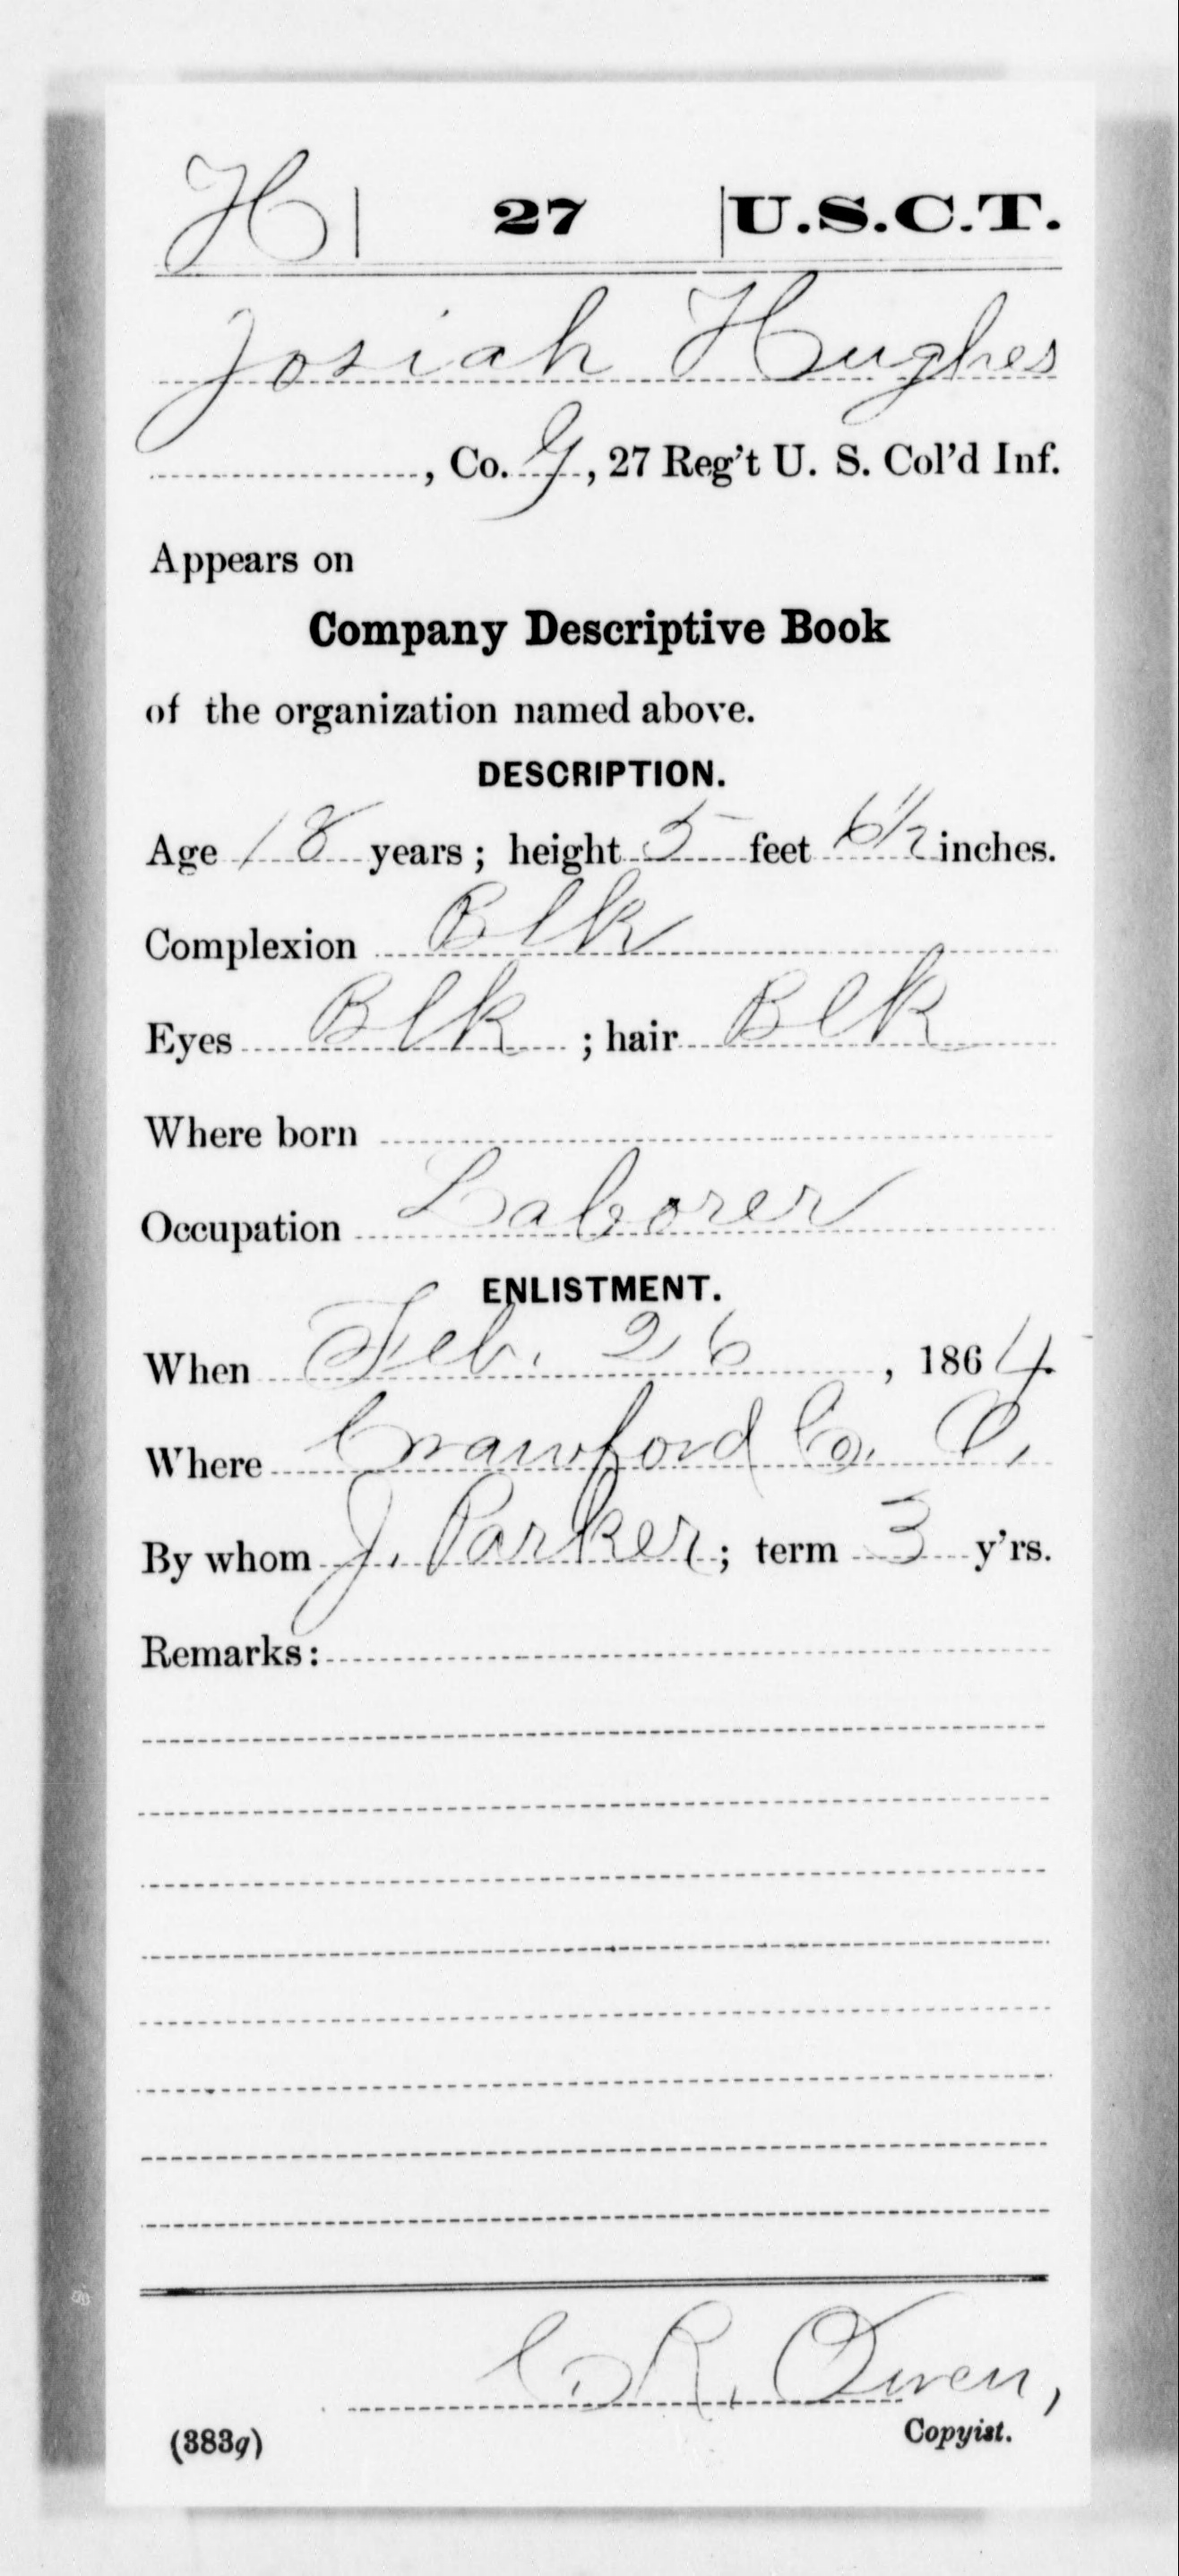 H | 27 | U.S.C.T.
Josiah Hughes
, Co. G, 27 Reg't U. S. Col'd Inf.
Appears on
Company Descriptive Book
of the organization named above.
DESCRIPTION.
Age 18 years; height 5 feet 6 1/2 inches.
Complexion Blk
Eyes Blk; hair Blk
Where born
Occupation Laborer
ENLISTMENT.
When Feb. 26, 1864.
Where Crawford Co. O.
By whom J. Parker; term 3 y'rs.
Remarks:
C R. Owen,
Copyist.
(383g)